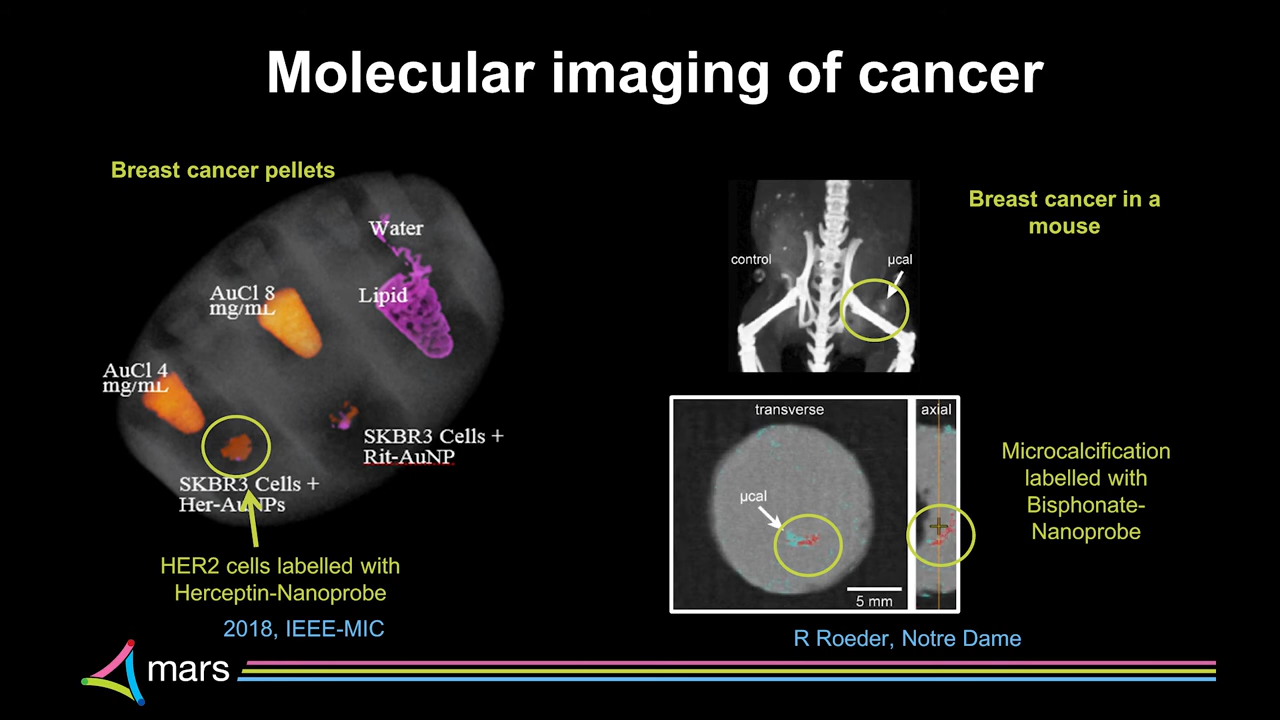 Molecular imaging of cancer
Breast cancer pellets
Water
Lipid
AuCl 8
mg/mL
AuCl 4
mg/mL
SKBR3 Cells +
Rit-AuNP
SKBR3 Cells +
Her-AuNPs
HER2 cells labelled with
Herceptin-Nanoprobe
2018, IEEE-MIC
Breast cancer in a
mouse
control
µcal
transverse
axial
µcal
5 mm
Microcalcification
labelled with
Bisphonate-
Nanoprobe
R Roeder, Notre Dame
mars